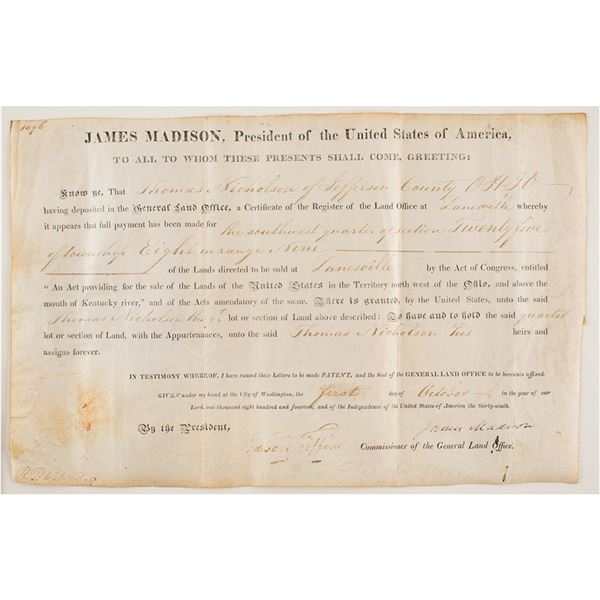 1096
JAMES MADISON, President of the United States of America,
TO ALL TO WHOM THESE PRESENTS SHALL COME, GREETING:
Know ye, That Thomas Nicholson of Jefferson County OHIO
having deposited in the General Land Office, a Certificate of the Register of the Land Office at Zanesville whereby
it appears that full payment has been made for the southwest quarter of section Twenty five
of township Eight in range Nine
of the Lands directed to be sold at Zanesville by the Act of Congress, entitled
"An Act providing for the sale of the Lands of the United States in the Territory north west of the Ohio, and above the
mouth of Kentucky river," and of the Acts amendatory of the same, There is granted, by the United States, unto the said
Thomas Nicholson the qr lot or section of Land above described: To have and to hold the said quarter
lot or section of Land, with the Appurtenances, unto the said Thomas Nicholson his heirs and
assigns forever.
IN TESTIMONY WHEREOF, I have caused these Letters to be made PATENT, and the Seal of the GENERAL LAND OFFICE to be hereunto affixed.
GIVEN under my hand at the City of Washington, the first day of October in the year of our
Lord one thousand eight hundred and fourteen, and of the Independence of the United States of America the thirty-ninth.
By the President,
James Madison
Commissioner of the General Land Office.